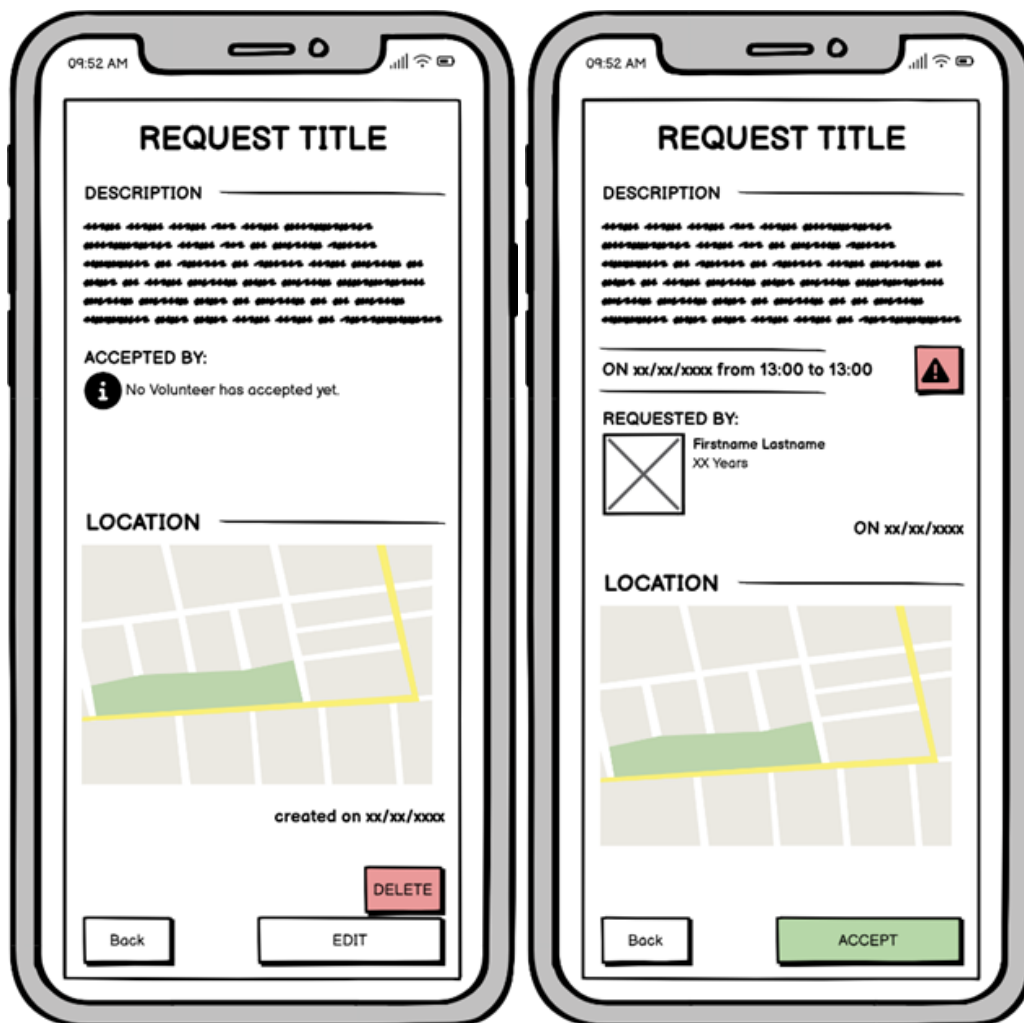 09:52 AM
REQUEST TITLE
DESCRIPTION
ACCEPTED BY:
No Volunteer has accepted yet.
LOCATION
created on xx/xx/xxxx
DELETE
Back
EDIT
09:52 AM
REQUEST TITLE
DESCRIPTION
ON xx/xx/xxxx from 13:00 to 13:00
REQUESTED BY:
Firstname Lastname
XX Years
ON xx/xx/xxxx
LOCATION
Back
ACCEPT